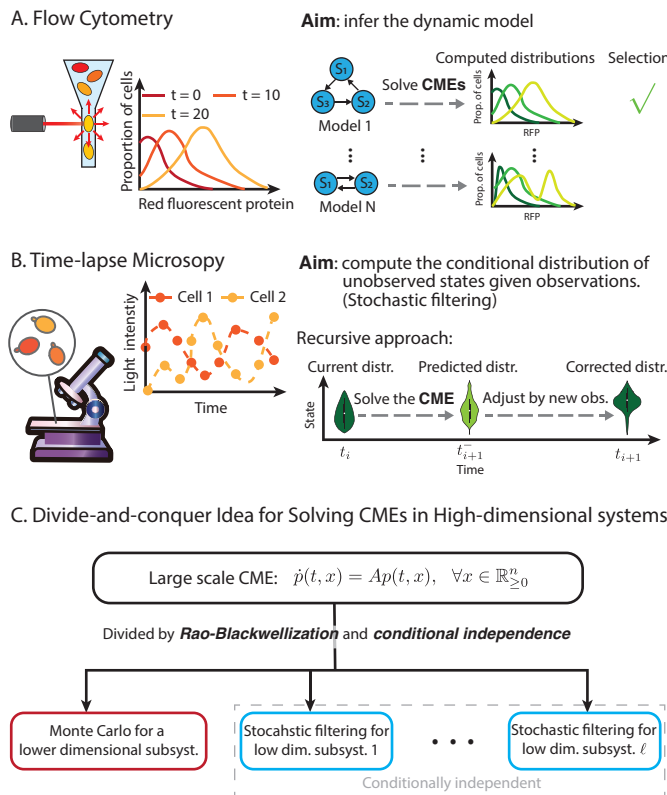 A. Flow Cytometry
t = 0
t = 10
t = 20
Proportion of cells
Red fluorescent protein
Aim: infer the dynamic model
Computed distributions
Selection
S₁
S₃
S₂
Model 1
Solve CMEs
Prop. of cells
RFP
S₁
S₂
Model N
Prop. of cells
RFP
B. Time-lapse Microsopy
Cell 1
Cell 2
Light intenstiy
Time
Aim: compute the conditional distribution of
unobserved states given observations.
(Stochastic filtering)
Recursive approach:
Current distr.
Predicted distr.
Corrected distr.
State
Solve the CME
Adjust by new obs.
t_i
t_{i+1}^-
t_{i+1}
Time
C. Divide-and-conquer Idea for Solving CMEs in High-dimensional systems
Large scale CME: ṗ(t, x) = Ap(t, x), ∀x ∈ ℝ^n_{≥0}
Divided by Rao-Blackwellization and conditional independence
Monte Carlo for a
lower dimensional subsyst.
Stocahstic filtering for
low dim. subsyst. 1
Stochastic filtering for
low dim. subsyst. ℓ
Conditionally independent